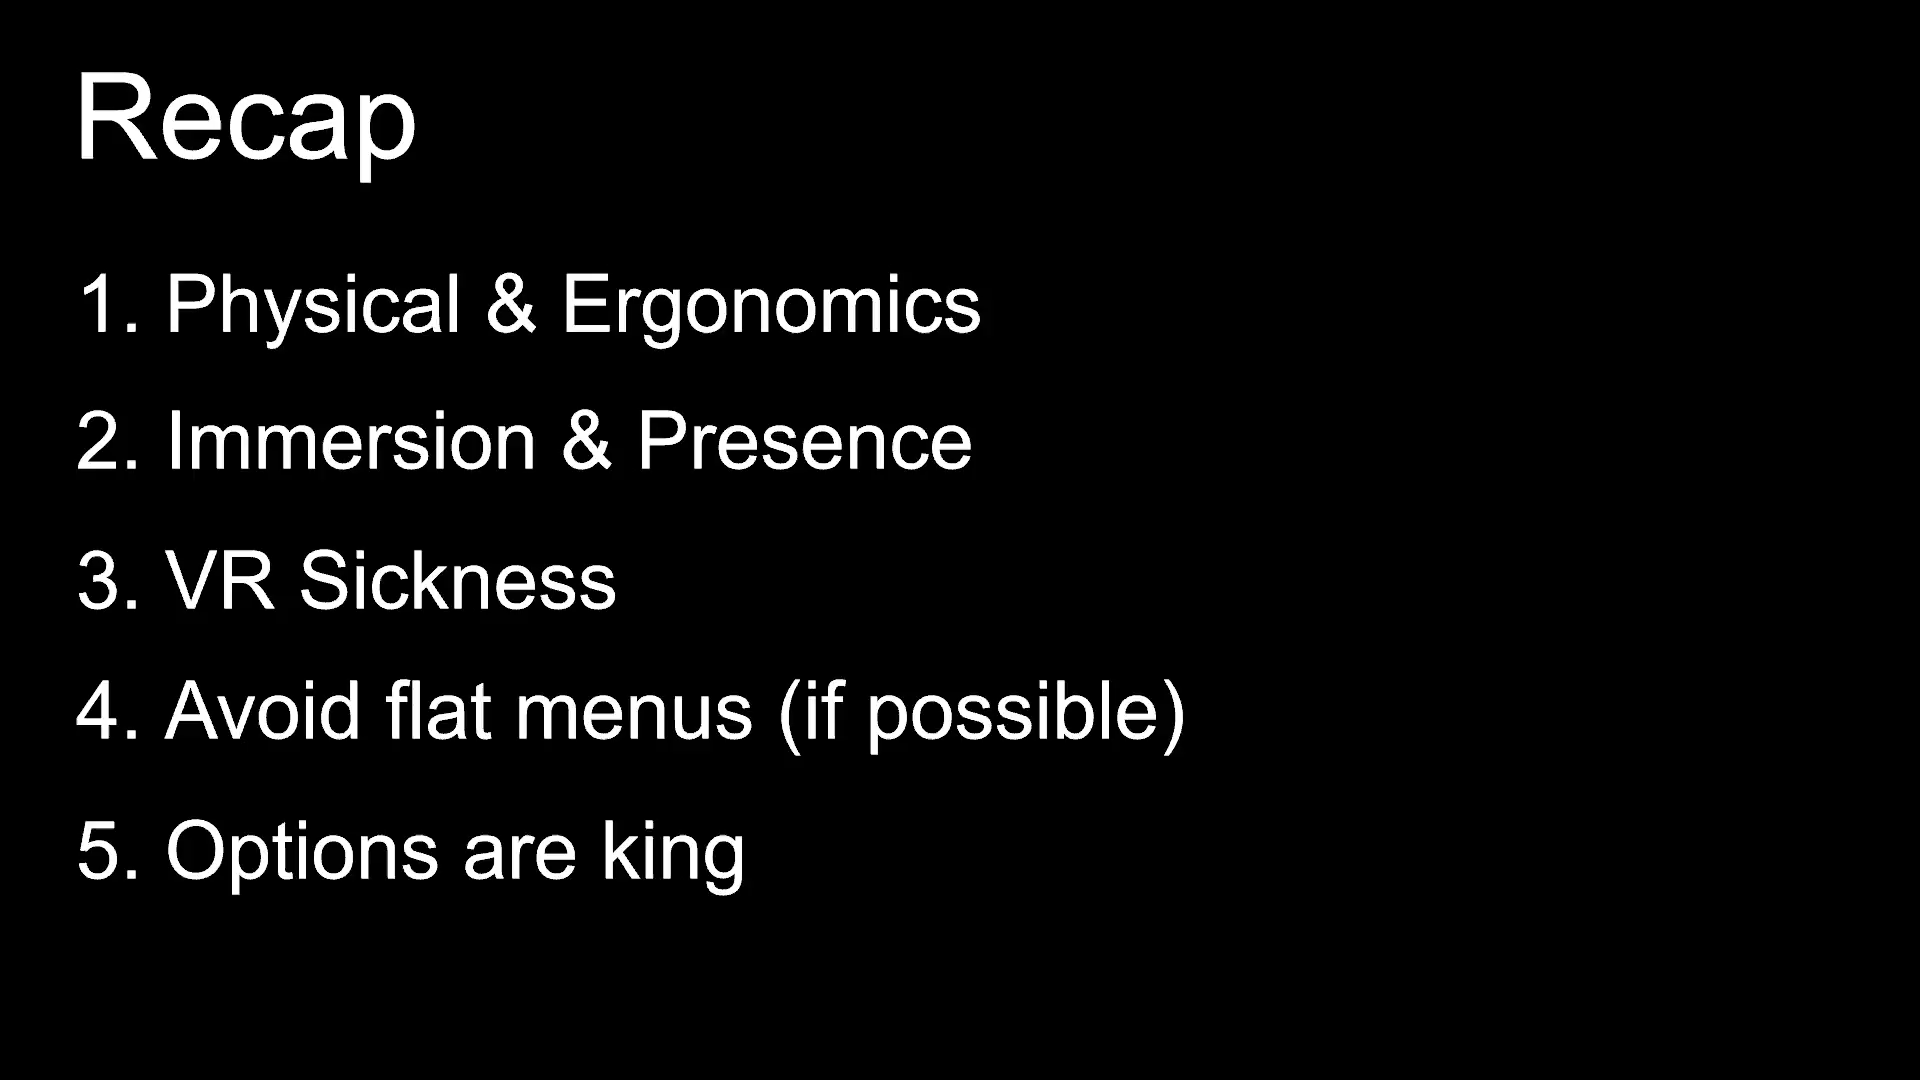 Recap
1. Physical & Ergonomics
2. Immersion & Presence
3. VR Sickness
4. Avoid flat menus (if possible)
5. Options are king